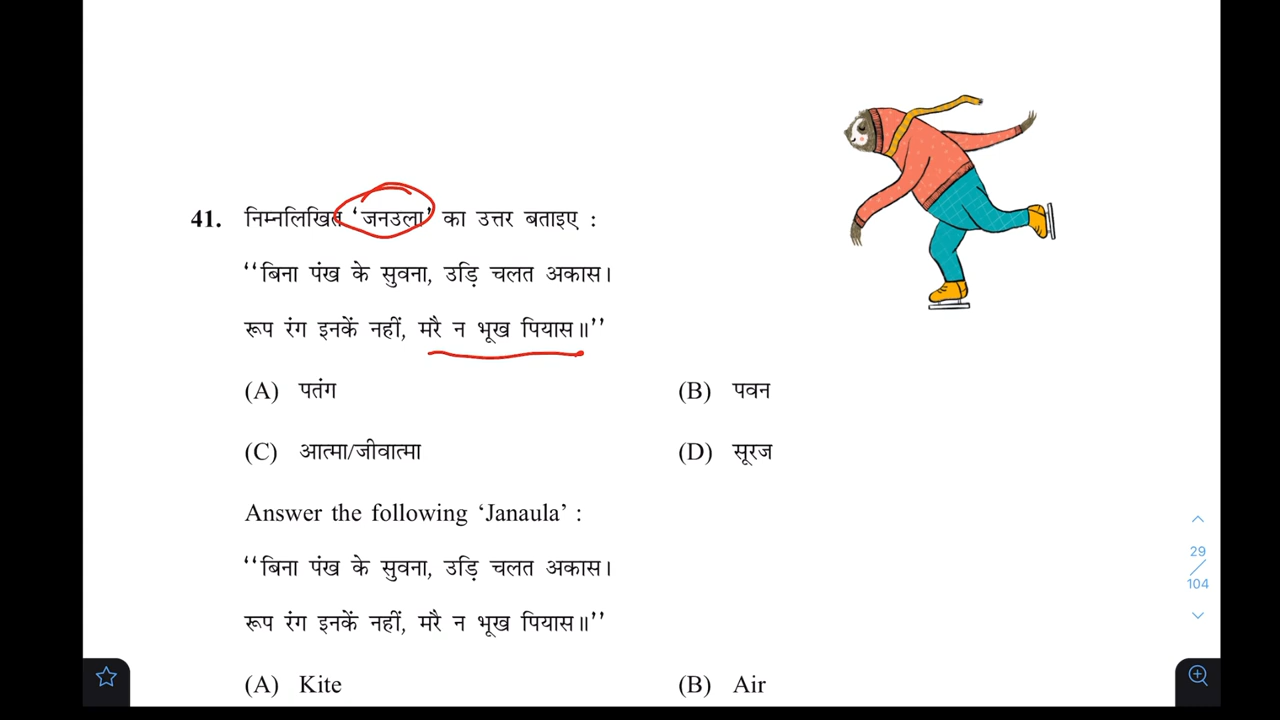 41. निम्नलिखित ‘जनउला’ का उत्तर बताइए :
‘‘बिना पंख के सुवना, उड़ि चलत अकास।
रूप रंग इनकें नहीं, मरै न भूख पियास॥’’
(A) पतंग (B) पवन
(C) आत्मा/जीवात्मा (D) सूरज
Answer the following ‘Janaula’ :
‘‘बिना पंख के सुवना, उड़ि चलत अकास।
रूप रंग इनकें नहीं, मरै न भूख पियास॥’’
(A) Kite (B) Air
29
/
104